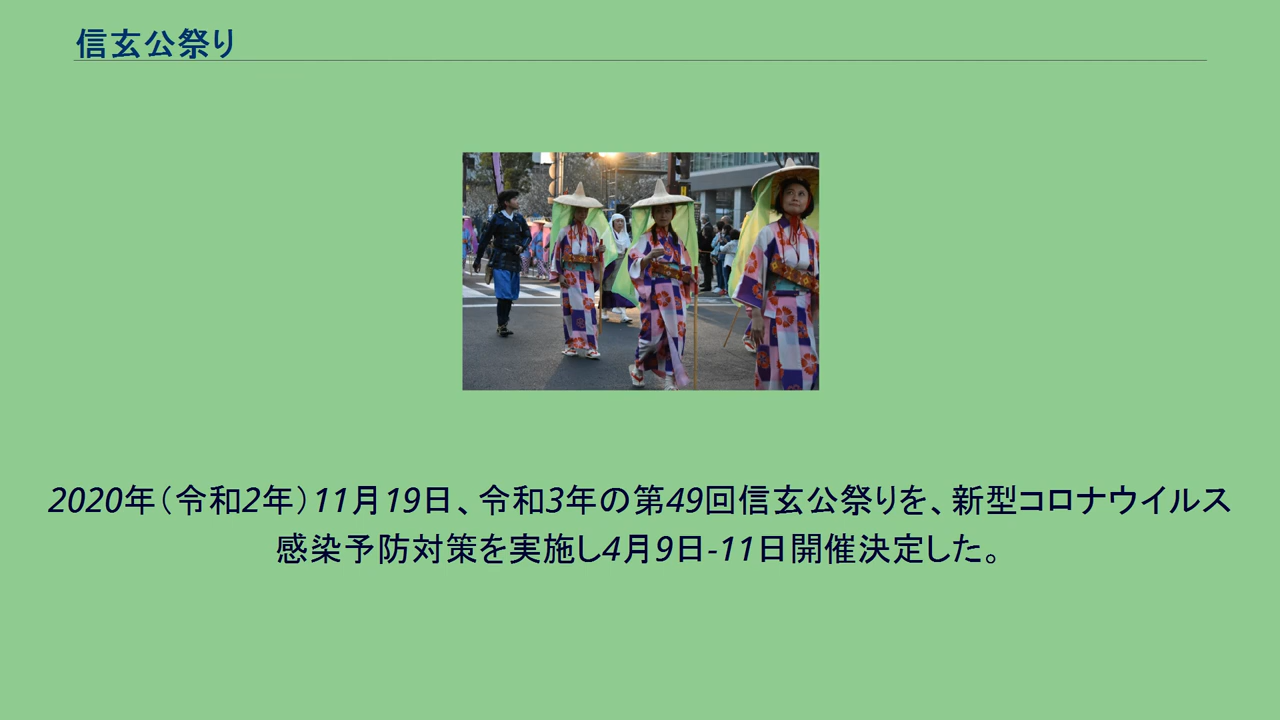 信玄公祭り
2020年（令和2年）11月19日、令和3年の第49回信玄公祭りを、新型コロナウイルス
感染予防対策を実施し4月9日-11日開催決定した。